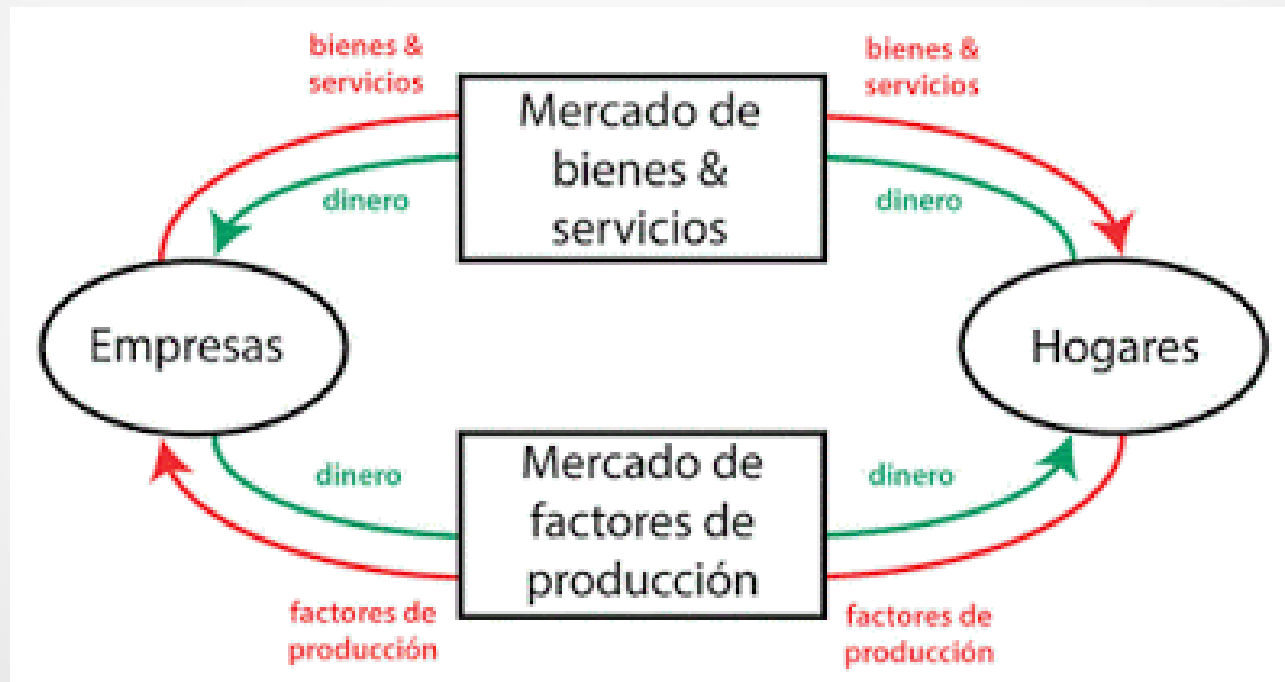 bienes &
servicios
Mercado de
bienes &
servicios
bienes &
servicios
dinero
dinero
Empresas
Hogares
dinero
Mercado de
factores de
producción
dinero
factores de
producción
factores de
producción